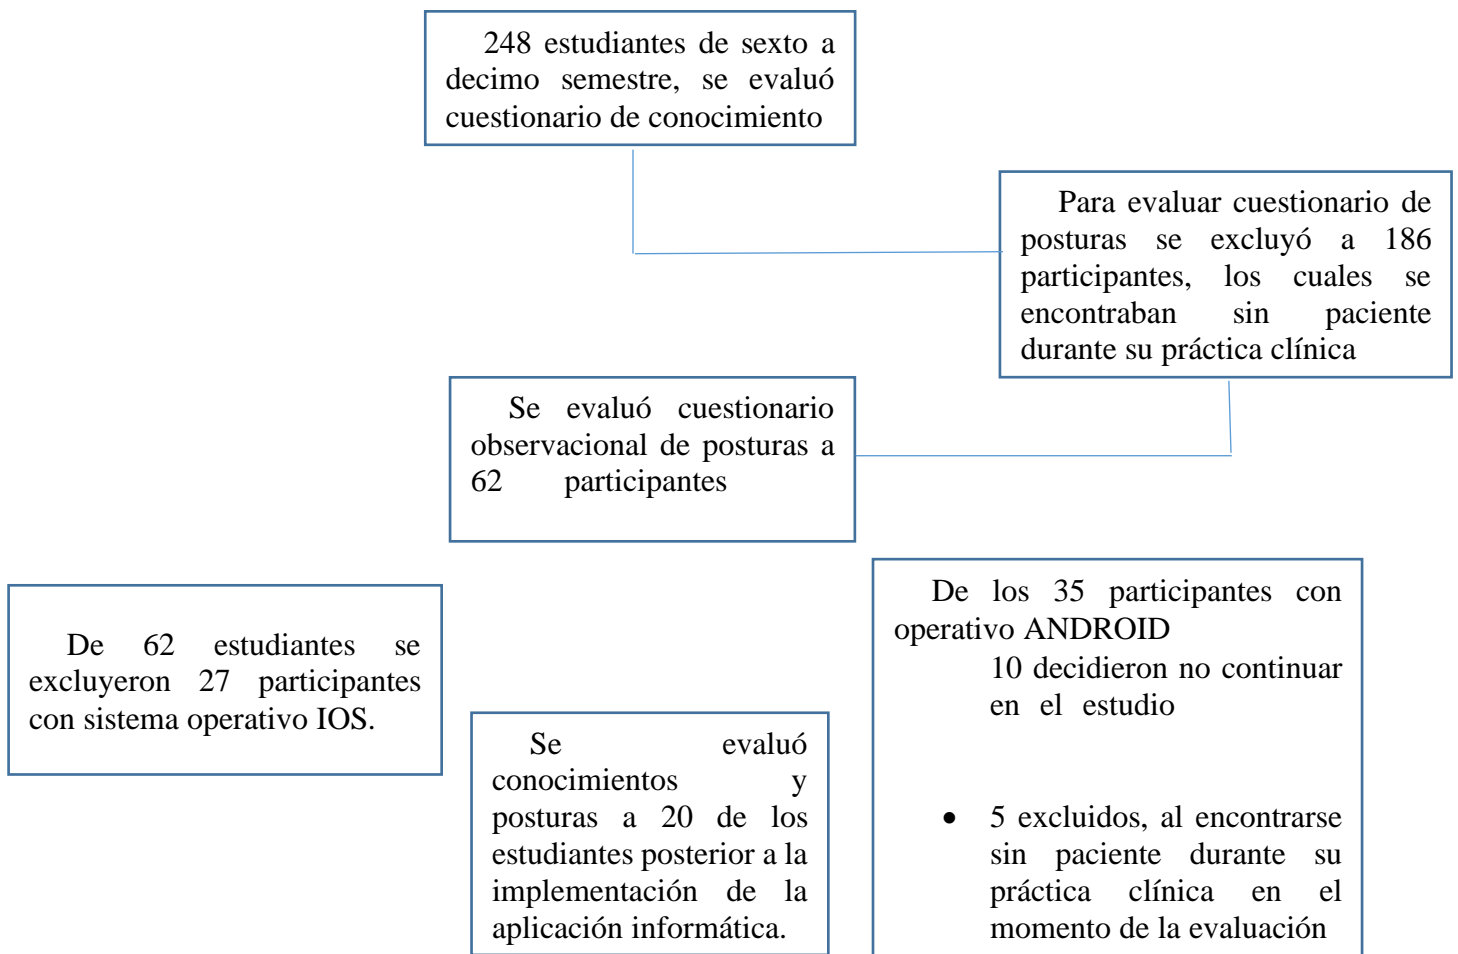 248 estudiantes de sexto a
decimo semestre, se evaluó
cuestionario de conocimiento
Para evaluar cuestionario de
posturas se excluyó a 186
participantes, los cuales se
encontraban sin paciente
durante su práctica clínica
Se evaluó cuestionario
observacional de posturas a
62 participantes
De 62 estudiantes se
excluyeron 27 participantes
con sistema operativo IOS.
De los 35 participantes con
operativo ANDROID
10 decidieron no continuar
en el estudio
• 5 excluidos, al encontrarse
sin paciente durante su
práctica clínica en el
momento de la evaluación
Se evaluó
conocimientos y
posturas a 20 de los
estudiantes posterior a la
implementación de la
aplicación informática.